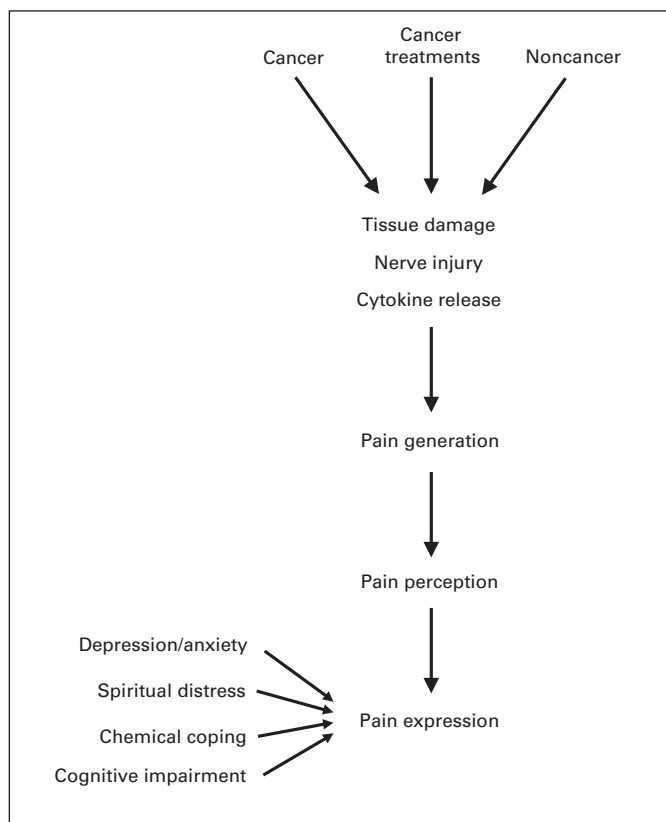 Cancer
Cancer
treatments
Noncancer
Tissue damage
Nerve injury
Cytokine release
Pain generation
Pain perception
Depression/anxiety
Spiritual distress
Chemical coping
Cognitive impairment
Pain expression